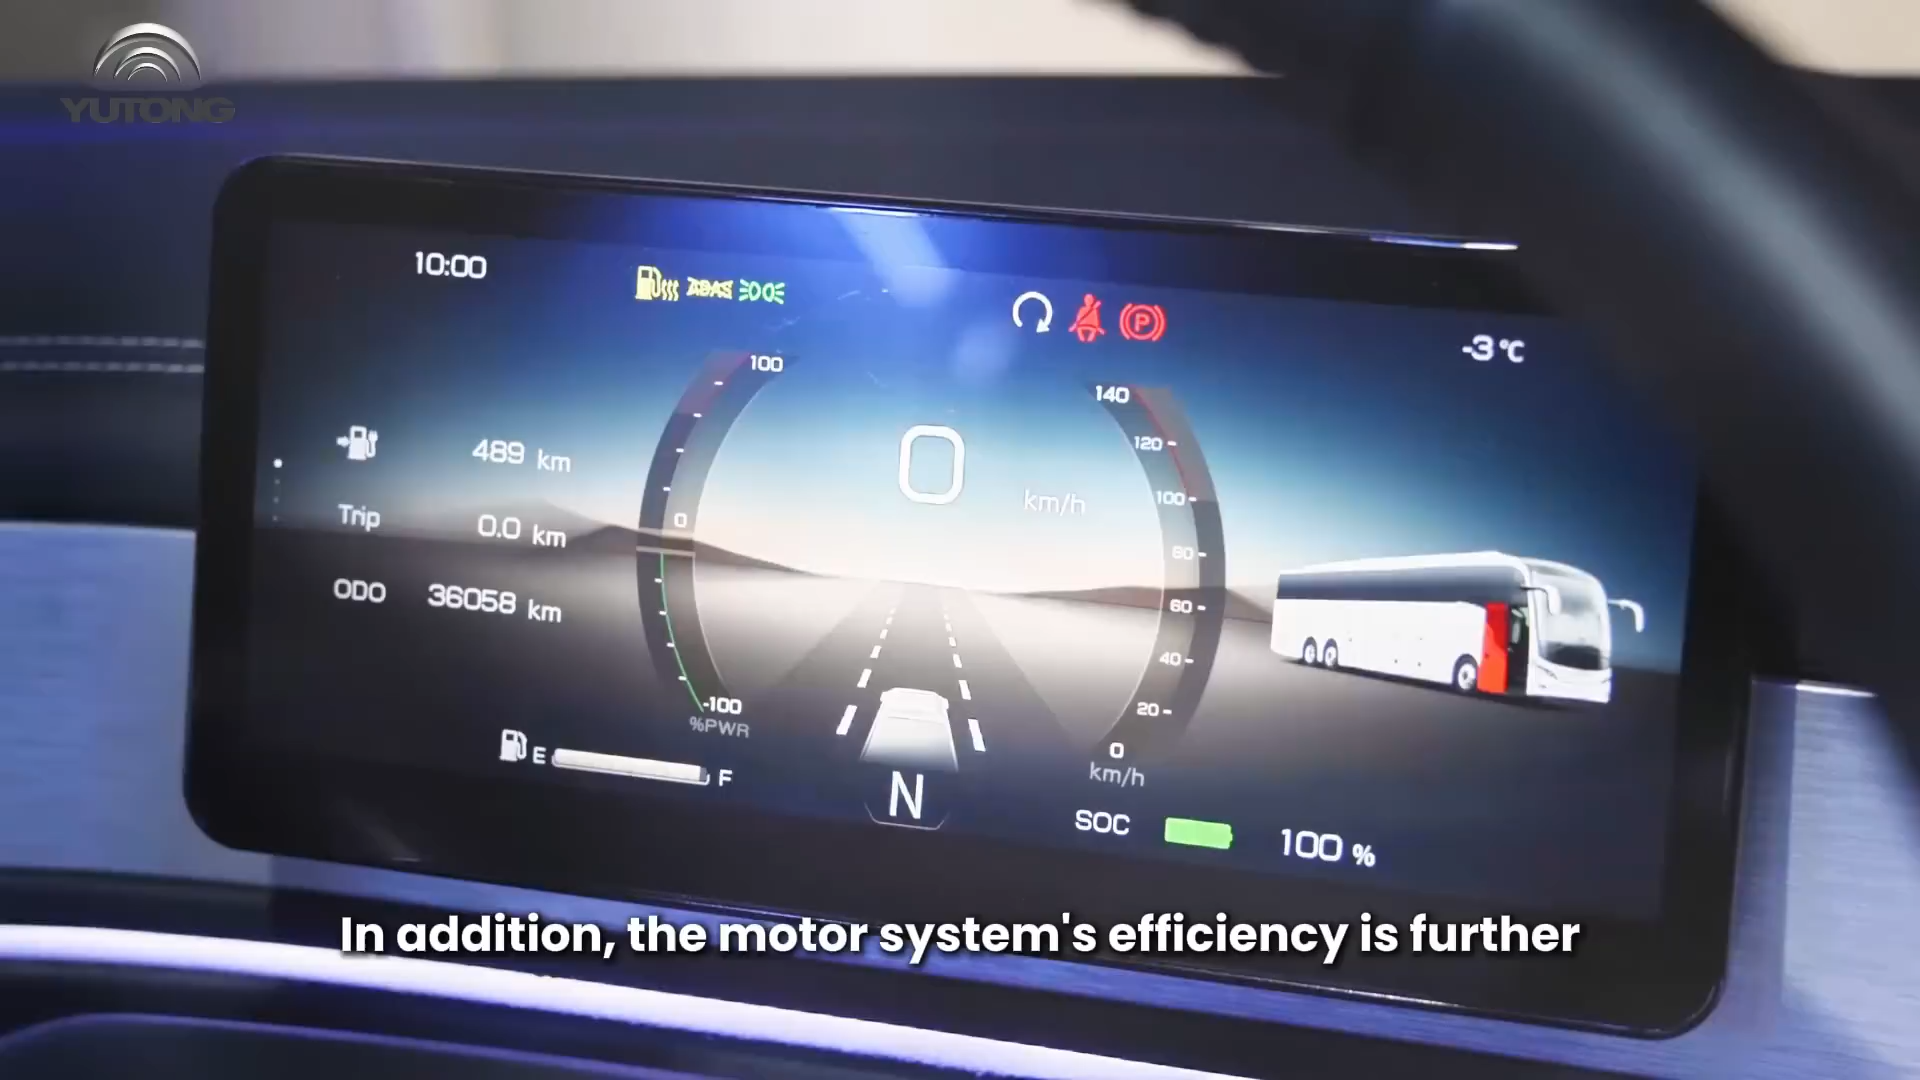 YUTONG
10:00
ADAS
P
-3 °C
489 km
Trip 0.0 km
ODO 36058 km
100
0
-100
%PWR
0
km/h
140
120
100
80
60
40
20
0
km/h
E F
N
SOC 100 %
In addition, the motor system's efficiency is further